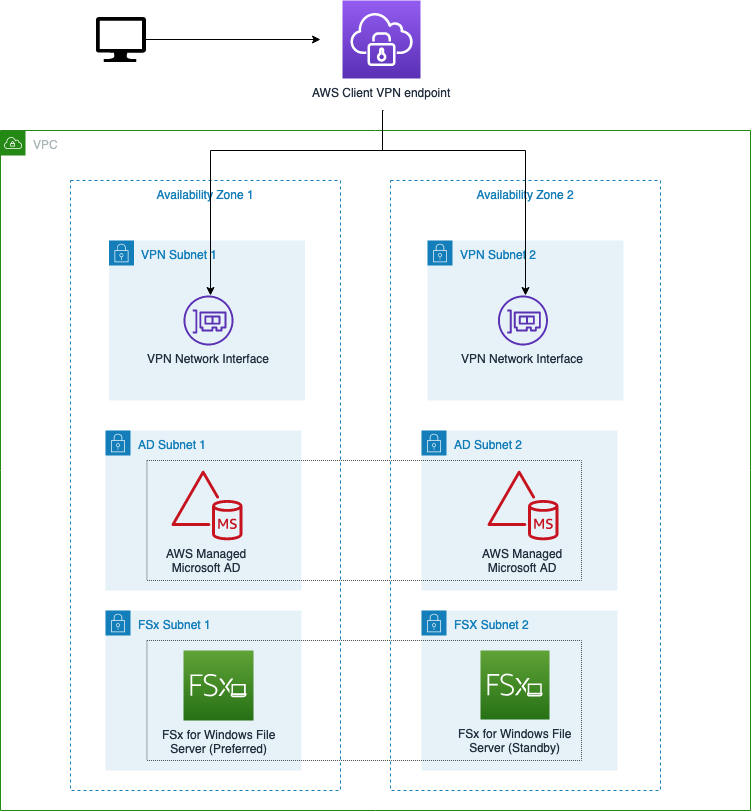 AWS Client VPN endpoint
VPC
Availability Zone 1
Availability Zone 2
VPN Subnet 1
VPN Subnet 2
VPN Network Interface
VPN Network Interface
AD Subnet 1
AD Subnet 2
MS
MS
AWS Managed
Microsoft AD
AWS Managed
Microsoft AD
FSx Subnet 1
FSX Subnet 2
FSx
FSx
FSx for Windows File
Server (Preferred)
FSx for Windows File
Server (Standby)